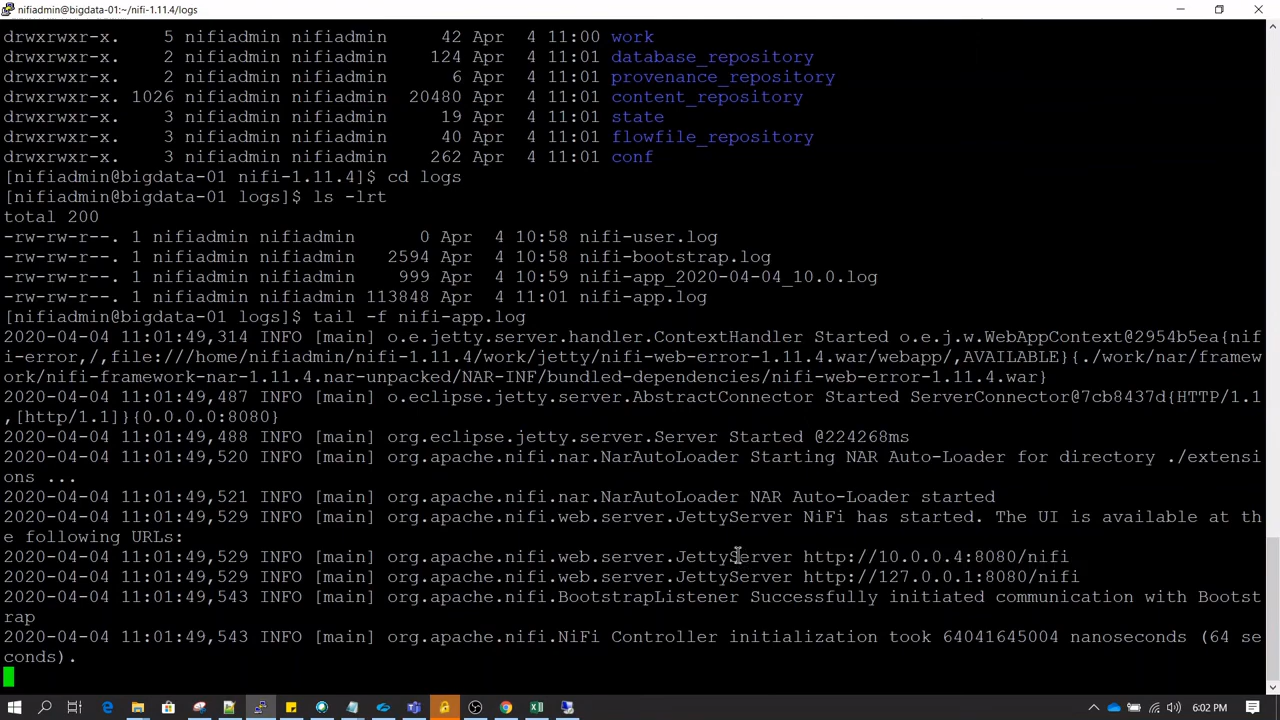 nifiadmin@bigdata-01:~/nifi-1.11.4/logs
drwxrwxr-x.    5 nifiadmin nifiadmin     42 Apr  4 11:00 work
drwxrwxr-x.    2 nifiadmin nifiadmin    124 Apr  4 11:01 database_repository
drwxrwxr-x.    2 nifiadmin nifiadmin      6 Apr  4 11:01 provenance_repository
drwxrwxr-x. 1026 nifiadmin nifiadmin  20480 Apr  4 11:01 content_repository
drwxrwxr-x.    3 nifiadmin nifiadmin     19 Apr  4 11:01 state
drwxrwxr-x.    3 nifiadmin nifiadmin     40 Apr  4 11:01 flowfile_repository
drwxrwxr-x.    3 nifiadmin nifiadmin    262 Apr  4 11:01 conf
[nifiadmin@bigdata-01 nifi-1.11.4]$ cd logs
[nifiadmin@bigdata-01 logs]$ ls -lrt
total 200
-rw-rw-r--. 1 nifiadmin nifiadmin      0 Apr  4 10:58 nifi-user.log
-rw-rw-r--. 1 nifiadmin nifiadmin   2594 Apr  4 10:58 nifi-bootstrap.log
-rw-rw-r--. 1 nifiadmin nifiadmin    999 Apr  4 10:59 nifi-app_2020-04-04_10.0.log
-rw-rw-r--. 1 nifiadmin nifiadmin 113848 Apr  4 11:01 nifi-app.log
[nifiadmin@bigdata-01 logs]$ tail -f nifi-app.log
2020-04-04 11:01:49,314 INFO [main] o.e.jetty.server.handler.ContextHandler Started o.e.j.w.WebAppContext@2954b5ea{nif
i-error,/,file:///home/nifiadmin/nifi-1.11.4/work/jetty/nifi-web-error-1.11.4.war/webapp/,AVAILABLE}{./work/nar/framew
ork/nifi-framework-nar-1.11.4.nar-unpacked/NAR-INF/bundled-dependencies/nifi-web-error-1.11.4.war}
2020-04-04 11:01:49,487 INFO [main] o.eclipse.jetty.server.AbstractConnector Started ServerConnector@7cb8437d{HTTP/1.1
,[http/1.1]}{0.0.0.0:8080}
2020-04-04 11:01:49,488 INFO [main] org.eclipse.jetty.server.Server Started @224268ms
2020-04-04 11:01:49,520 INFO [main] org.apache.nifi.nar.NarAutoLoader Starting NAR Auto-Loader for directory ./extensi
ons ...
2020-04-04 11:01:49,521 INFO [main] org.apache.nifi.nar.NarAutoLoader NAR Auto-Loader started
2020-04-04 11:01:49,529 INFO [main] org.apache.nifi.web.server.JettyServer NiFi has started. The UI is available at th
e following URLs:
2020-04-04 11:01:49,529 INFO [main] org.apache.nifi.web.server.JettyServer http://10.0.0.4:8080/nifi
2020-04-04 11:01:49,529 INFO [main] org.apache.nifi.web.server.JettyServer http://127.0.0.1:8080/nifi
2020-04-04 11:01:49,543 INFO [main] org.apache.nifi.BootstrapListener Successfully initiated communication with Bootst
rap
2020-04-04 11:01:49,543 INFO [main] org.apache.nifi.NiFi Controller initialization took 64041645004 nanoseconds (64 se
conds).
6:02 PM